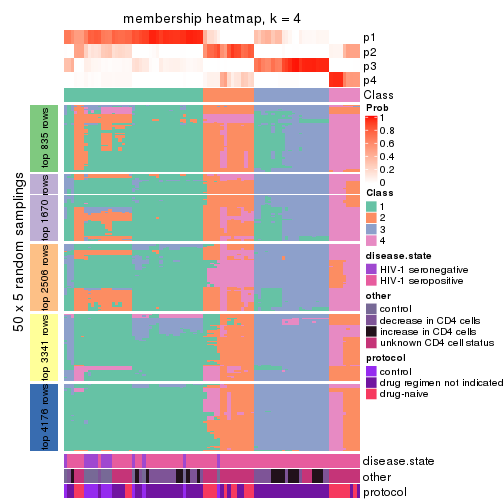 membership heatmap, k = 4
p1
p2
p3
p4
Class
50 x 5 random samplings
top 835 rows
top 1670 rows
top 2506 rows
top 3341 rows
top 4176 rows
Prob
1
0.8
0.6
0.4
0.2
0
Class
1
2
3
4
disease.state
HIV-1 seronegative
HIV-1 seropositive
other
control
decrease in CD4 cells
increase in CD4 cells
unknown CD4 cell status
protocol
control
drug regimen not indicated
drug-naive
disease.state
other
protocol